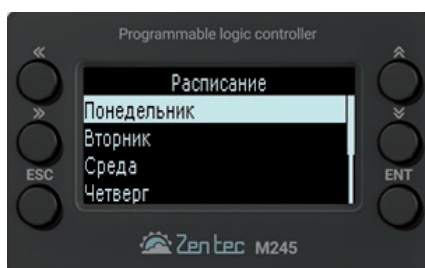 Programmable logic controller
Расписание
Понедельник
Вторник
Среда
Четверг
ESC
ENT
Zentec M245